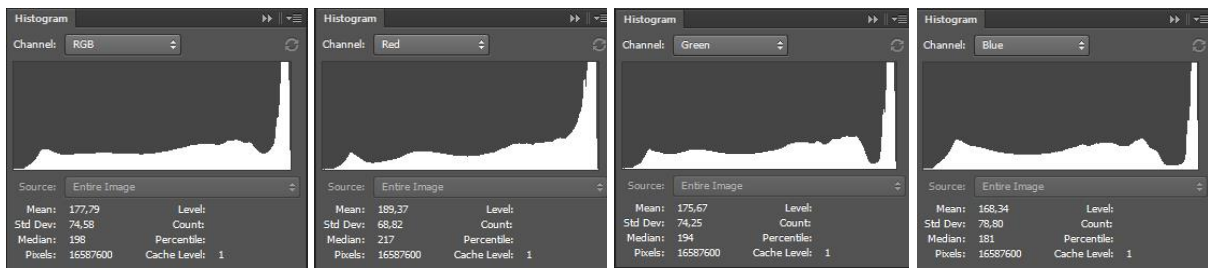 Histogram
Channel: RGB
Source: Entire Image
Mean: 177,79 Level:
Std Dev: 74,58 Count:
Median: 198 Percentile:
Pixels: 16587600 Cache Level: 1
Histogram
Channel: Red
Source: Entire Image
Mean: 189,37 Level:
Std Dev: 68,82 Count:
Median: 217 Percentile:
Pixels: 16587600 Cache Level: 1
Histogram
Channel: Green
Source: Entire Image
Mean: 175,67 Level:
Std Dev: 74,25 Count:
Median: 194 Percentile:
Pixels: 16587600 Cache Level: 1
Histogram
Channel: Blue
Source: Entire Image
Mean: 168,34 Level:
Std Dev: 78,80 Count:
Median: 181 Percentile:
Pixels: 16587600 Cache Level: 1